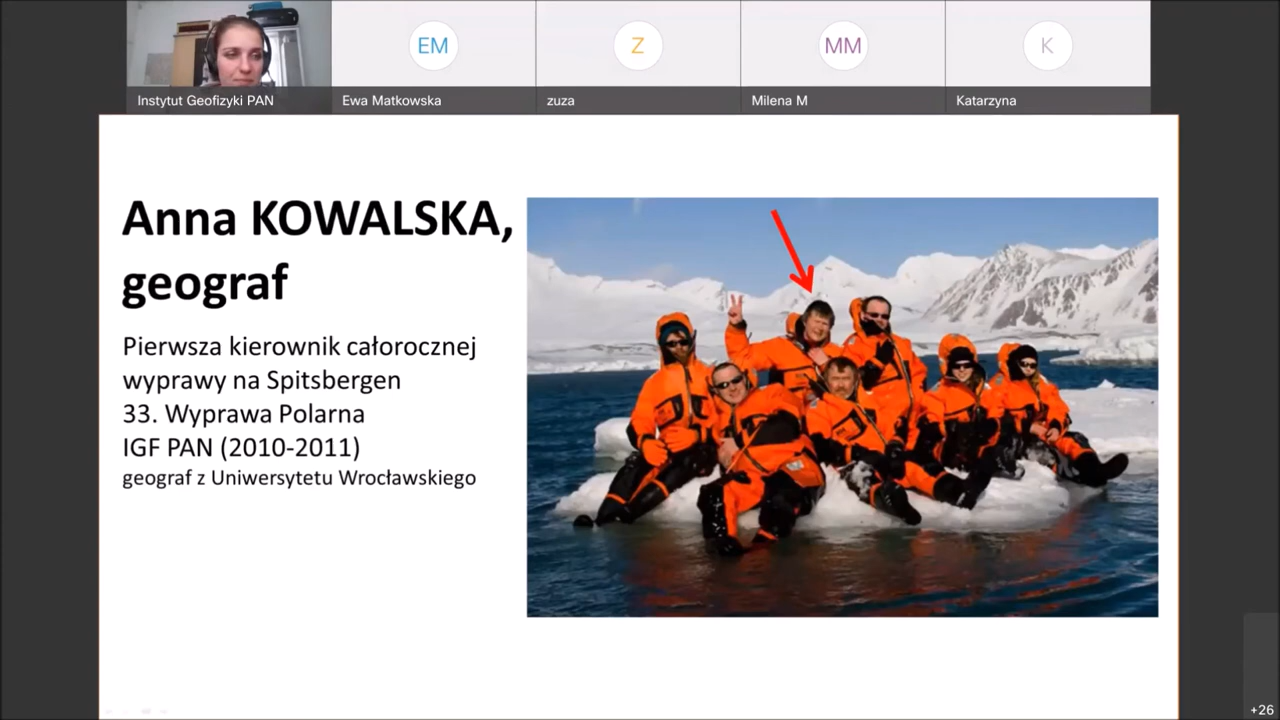 EM
Z
MM
K
Instytut Geofizyki PAN
Ewa Matkowska
zuza
Milena M
Katarzyna
Anna KOWALSKA,
geograf
Pierwsza kierownik całorocznej
wyprawy na Spitsbergen
33. Wyprawa Polarna
IGF PAN (2010-2011)
geograf z Uniwersytetu Wrocławskiego
+26